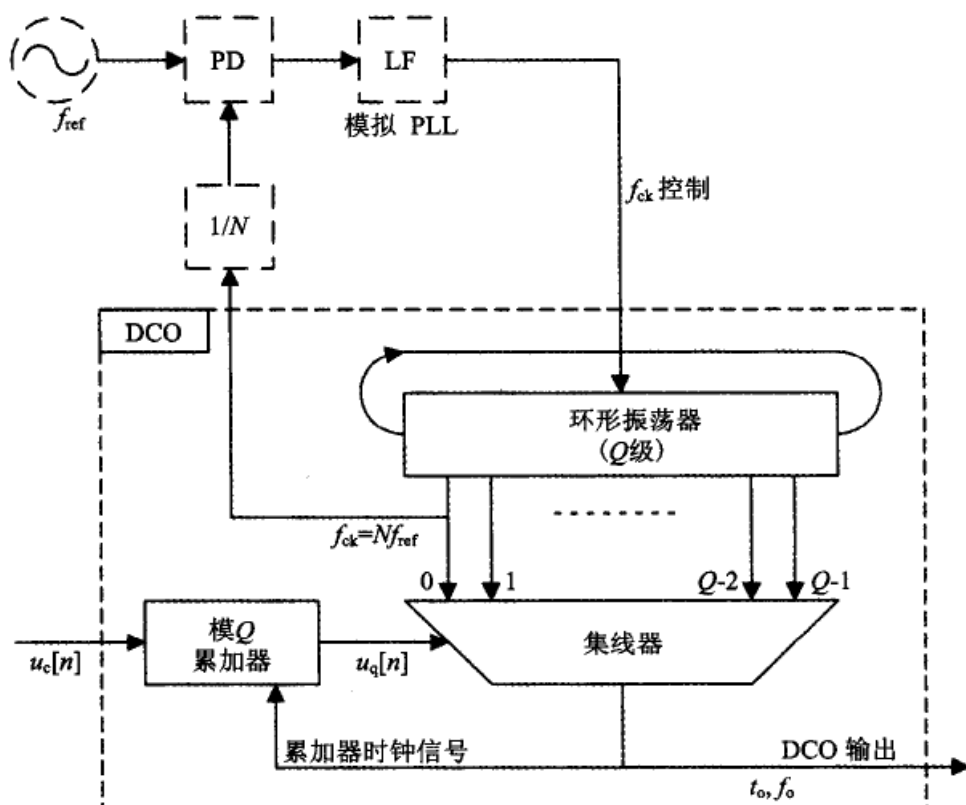 PD
LF
f_ref
模拟 PLL
1/N
f_ck 控制
DCO
环形振荡器
(Q级)
f_ck=Nf_ref
0
1
Q-2
Q-1
模Q
累加器
集线器
u_c[n]
u_q[n]
累加器时钟信号
DCO 输出
t_o, f_o